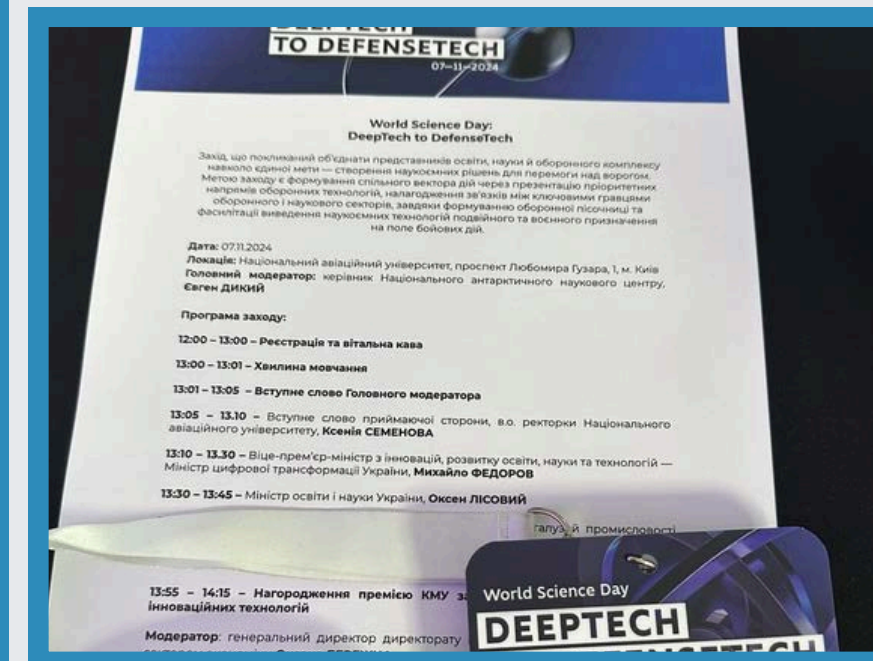 DEEPTECH
TO DEFENSETECH
07–11–2024
World Science Day:
DeepTech to DefenseTech
Захід, що покликаний об'єднати представників освіти, науки й оборонного комплексу
навколо єдиної мети — створення наукоємних рішень для перемоги над ворогом.
Метою заходу є формування спільного вектора дій через презентацію пріоритетних
напрямів оборонних технологій, налагодження зв'язків між ключовими гравцями
оборонного і наукового секторів, завдяки формуванню оборонної пісочниці та
фасилітації виведення наукоємних технологій подвійного та воєнного призначення
на поле бойових дій.
Дата: 07.11.2024
Локація: Національний авіаційний університет, проспект Любомира Гузара, 1, м. Київ
Головний модератор: керівник Національного антарктичного наукового центру,
Євген ДИКИЙ
Програма заходу:
12:00 – 13:00 – Реєстрація та вітальна кава
13:00 – 13:01 – Хвилина мовчання
13:01 – 13:05 – Вступне слово Головного модератора
13:05 – 13.10 – Вступне слово приймаючої сторони, в.о. ректорки Національного
авіаційного університету, Ксенія СЕМЕНОВА
13:10 – 13.30 – Віце-прем'єр-міністр з інновацій, розвитку освіти, науки та технологій —
Міністр цифрової трансформації України, Михайло ФЕДОРОВ
13:30 – 13:45 – Міністр освіти і науки України, Оксен ЛІСОВИЙ
промисловості
13:55 – 14:15 – Нагородження премією КМУ за
інноваційних технологій
Модератор: генеральний директор директорату
World Science Day
DEEPTECH
DEFENSETECH